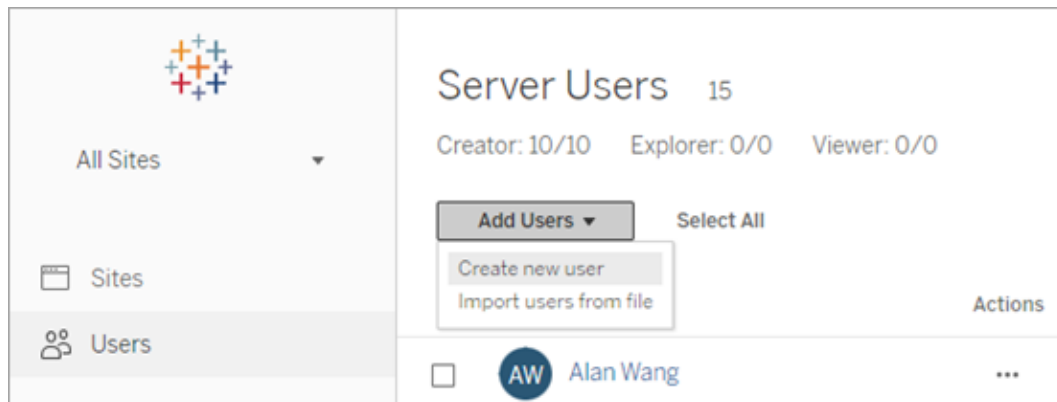 All Sites
Sites
Users
Server Users 15
Creator: 10/10 Explorer: 0/0 Viewer: 0/0
Add Users Select All
Create new user
Import users from file
Actions
AW Alan Wang